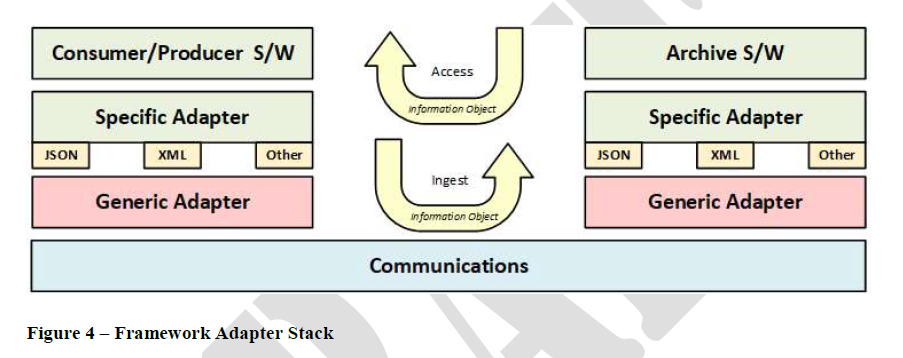 Consumer/Producer S/W
Specific Adapter
JSON XML Other
Generic Adapter
Access
Information Object
Ingest
Information Object
Archive S/W
Specific Adapter
JSON XML Other
Generic Adapter
Communications
Figure 4 – Framework Adapter Stack